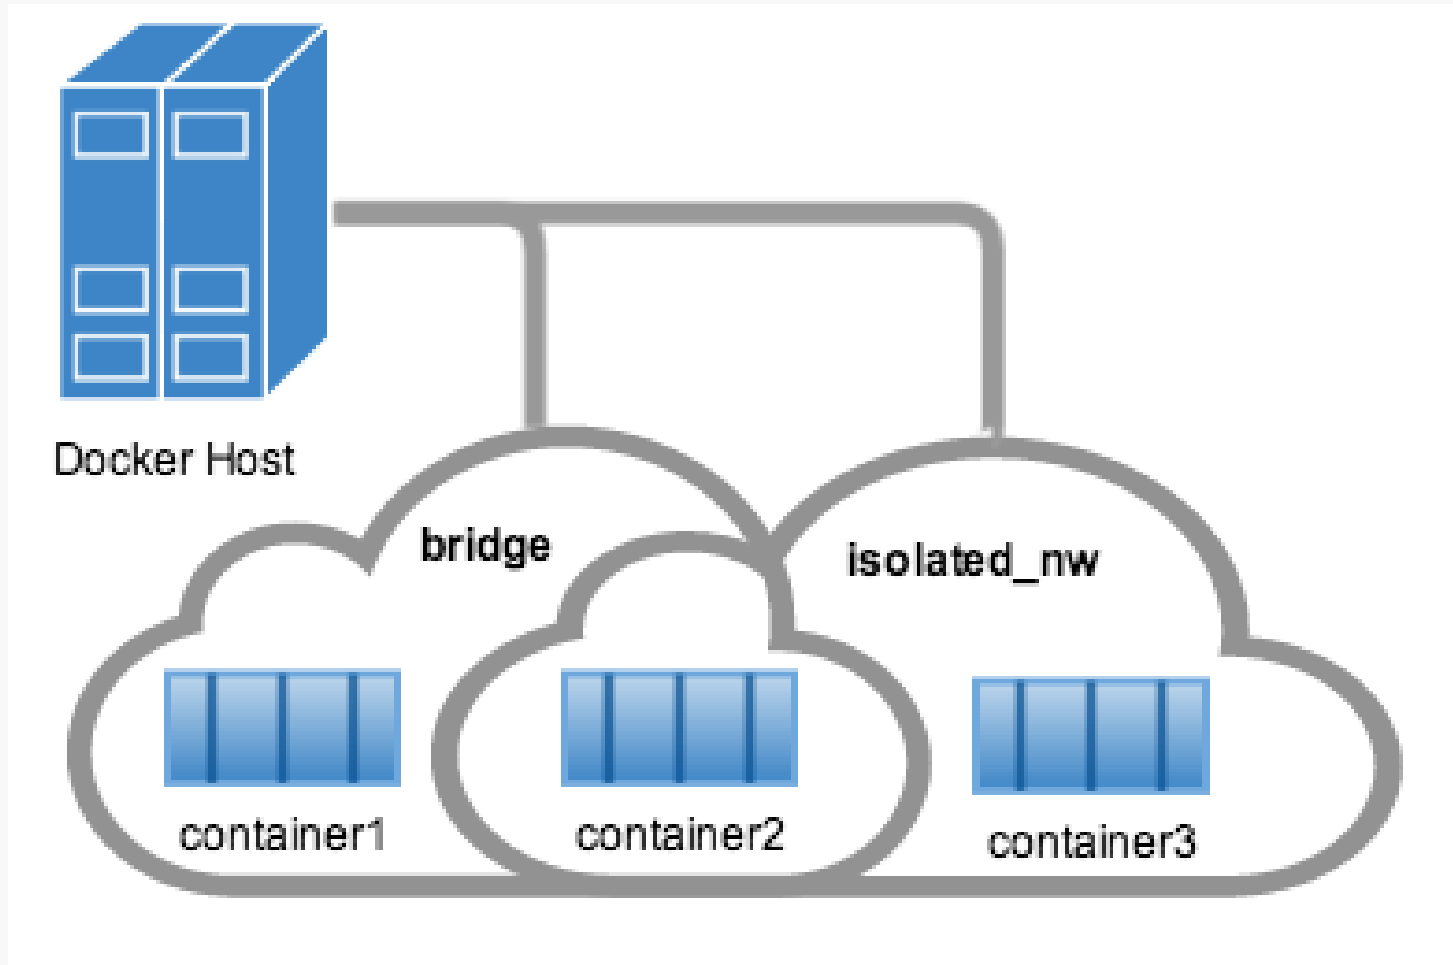 Docker Host
bridge
isolated_nw
container1
container2
container3